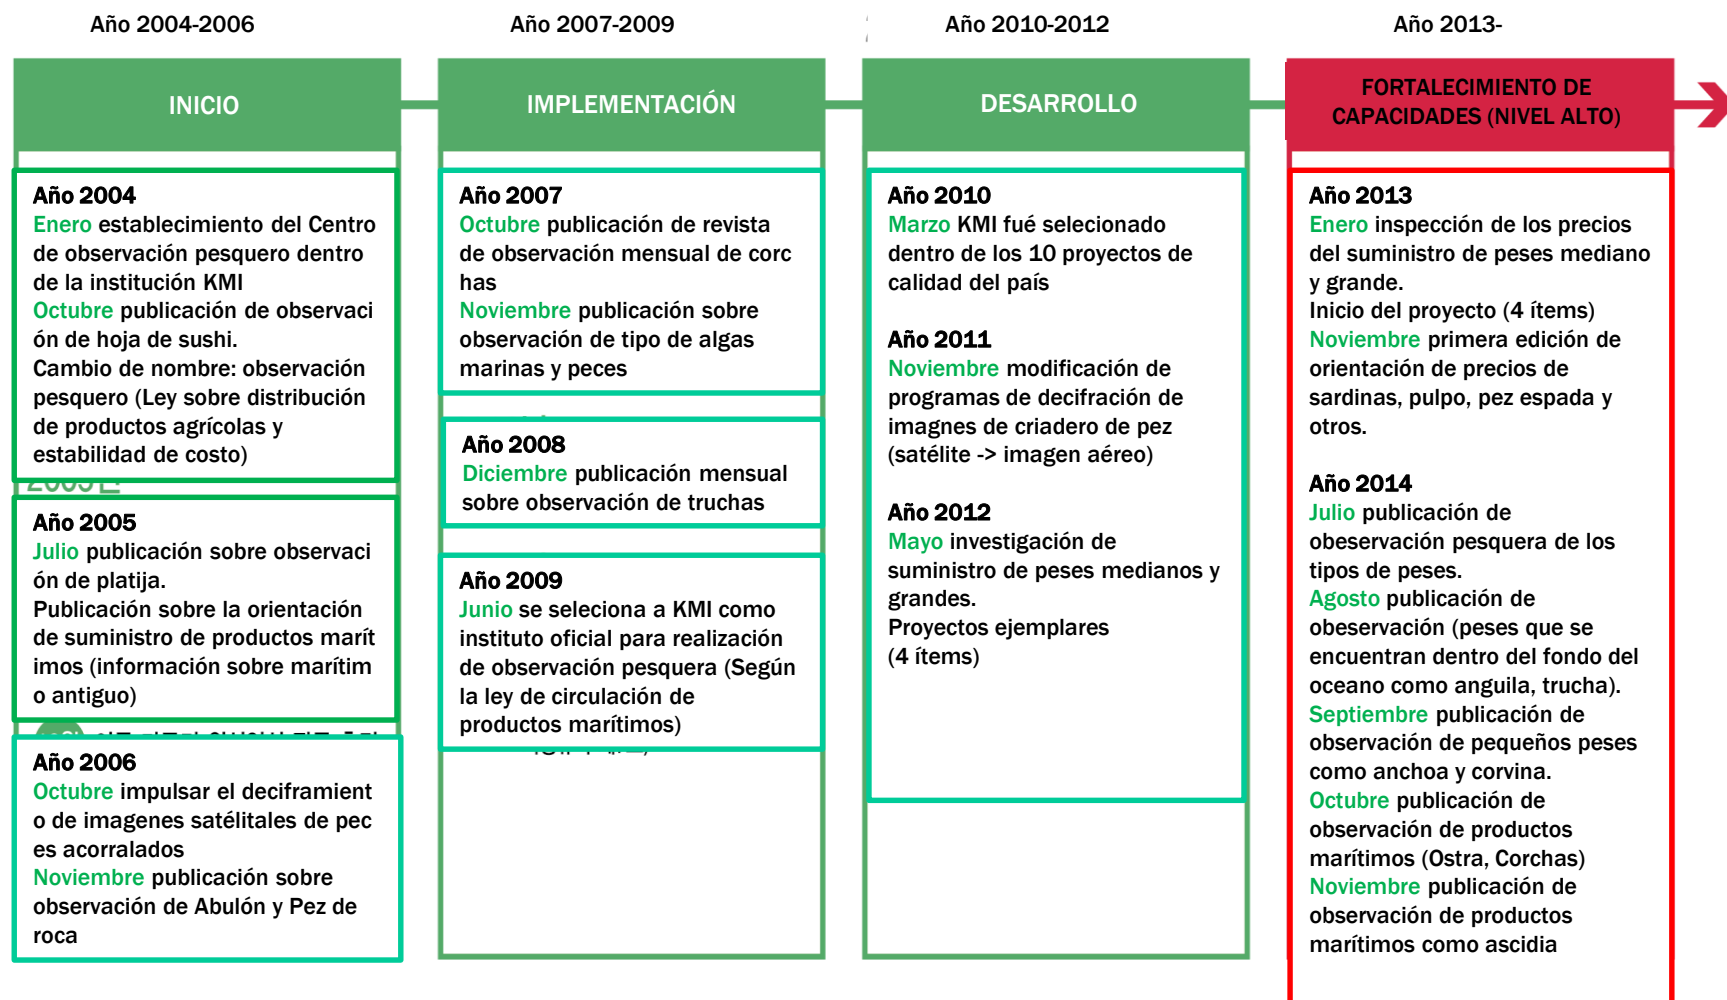 Año 2004-2006
INICIO
Año 2004
Enero establecimiento del Centro
de observación pesquero dentro
de la institución KMI
Octubre publicación de observaci
ón de hoja de sushi.
Cambio de nombre: observación
pesquero (Ley sobre distribución
de productos agrícolas y
estabilidad de costo)
Año 2005
Julio publicación sobre observaci
ón de platija.
Publicación sobre la orientación
de suministro de productos marít
imos (información sobre marítim
o antiguo)
Año 2006
Octubre impulsar el deciframient
o de imagenes satélitales de pec
es acorralados
Noviembre publicación sobre
observación de Abulón y Pez de
roca
Año 2007-2009
IMPLEMENTACIÓN
Año 2007
Octubre publicación de revista
de observación mensual de corc
has
Noviembre publicación sobre
observación de tipo de algas
marinas y peces
Año 2008
Diciembre publicación mensual
sobre observación de truchas
Año 2009
Junio se seleciona a KMI como
instituto oficial para realización
de observación pesquera (Según
la ley de circulación de
productos marítimos)
Año 2010-2012
DESARROLLO
Año 2010
Marzo KMI fué selecionado
dentro de los 10 proyectos de
calidad del país
Año 2011
Noviembre modificación de
programas de decifración de
imagnes de criadero de pez
(satélite -> imagen aéreo)
Año 2012
Mayo investigación de
suministro de peses medianos y
grandes.
Proyectos ejemplares
(4 ítems)
Año 2013-
FORTALECIMIENTO DE
CAPACIDADES (NIVEL ALTO)
Año 2013
Enero inspección de los precios
del suministro de peses mediano
y grande.
Inicio del proyecto (4 ítems)
Noviembre primera edición de
orientación de precios de
sardinas, pulpo, pez espada y
otros.
Año 2014
Julio publicación de
obeservación pesquera de los
tipos de peses.
Agosto publicación de
obeservación (peses que se
encuentran dentro del fondo del
oceano como anguila, trucha).
Septiembre publicación de
observación de pequeños peses
como anchoa y corvina.
Octubre publicación de
observación de productos
marítimos (Ostra, Corchas)
Noviembre publicación de
observación de productos
marítimos como ascidia